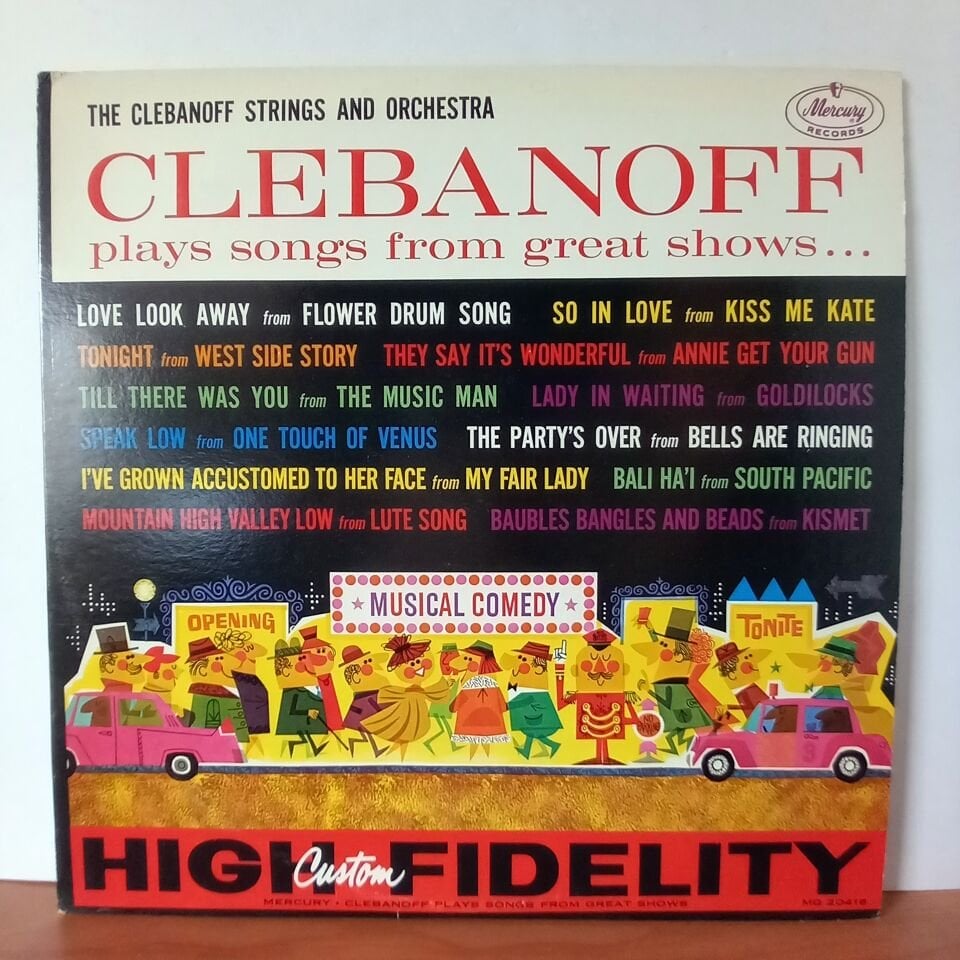 THE CLEBANOFF STRINGS AND ORCHESTRA
Mercury
RECORDS
CLEBANOFF
plays songs from great shows...
LOVE LOOK AWAY from FLOWER DRUM SONG SO IN LOVE from KISS ME KATE
TONIGHT from WEST SIDE STORY THEY SAY IT'S WONDERFUL from ANNIE GET YOUR GUN
TILL THERE WAS YOU from THE MUSIC MAN LADY IN WAITING from GOLDILOCKS
SPEAK LOW from ONE TOUCH OF VENUS THE PARTY'S OVER from BELLS ARE RINGING
I'VE GROWN ACCUSTOMED TO HER FACE from MY FAIR LADY BALI HA'I from SOUTH PACIFIC
MOUNTAIN HIGH VALLEY LOW from LUTE SONG BAUBLES BANGLES AND BEADS from KISMET
MUSICAL COMEDY
OPENING
TONITE
HIGH Custom FIDELITY
MERCURY • CLEBANOFF PLAYS SONGS FROM GREAT SHOWS